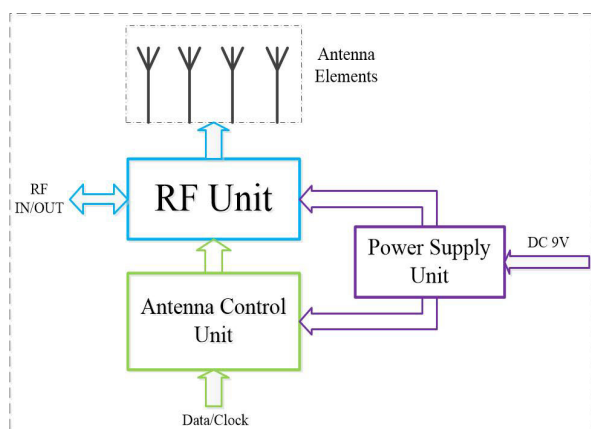 Antenna
Elements
RF
IN/OUT
RF Unit
Power Supply
Unit
DC 9V
Antenna Control
Unit
Data/Clock